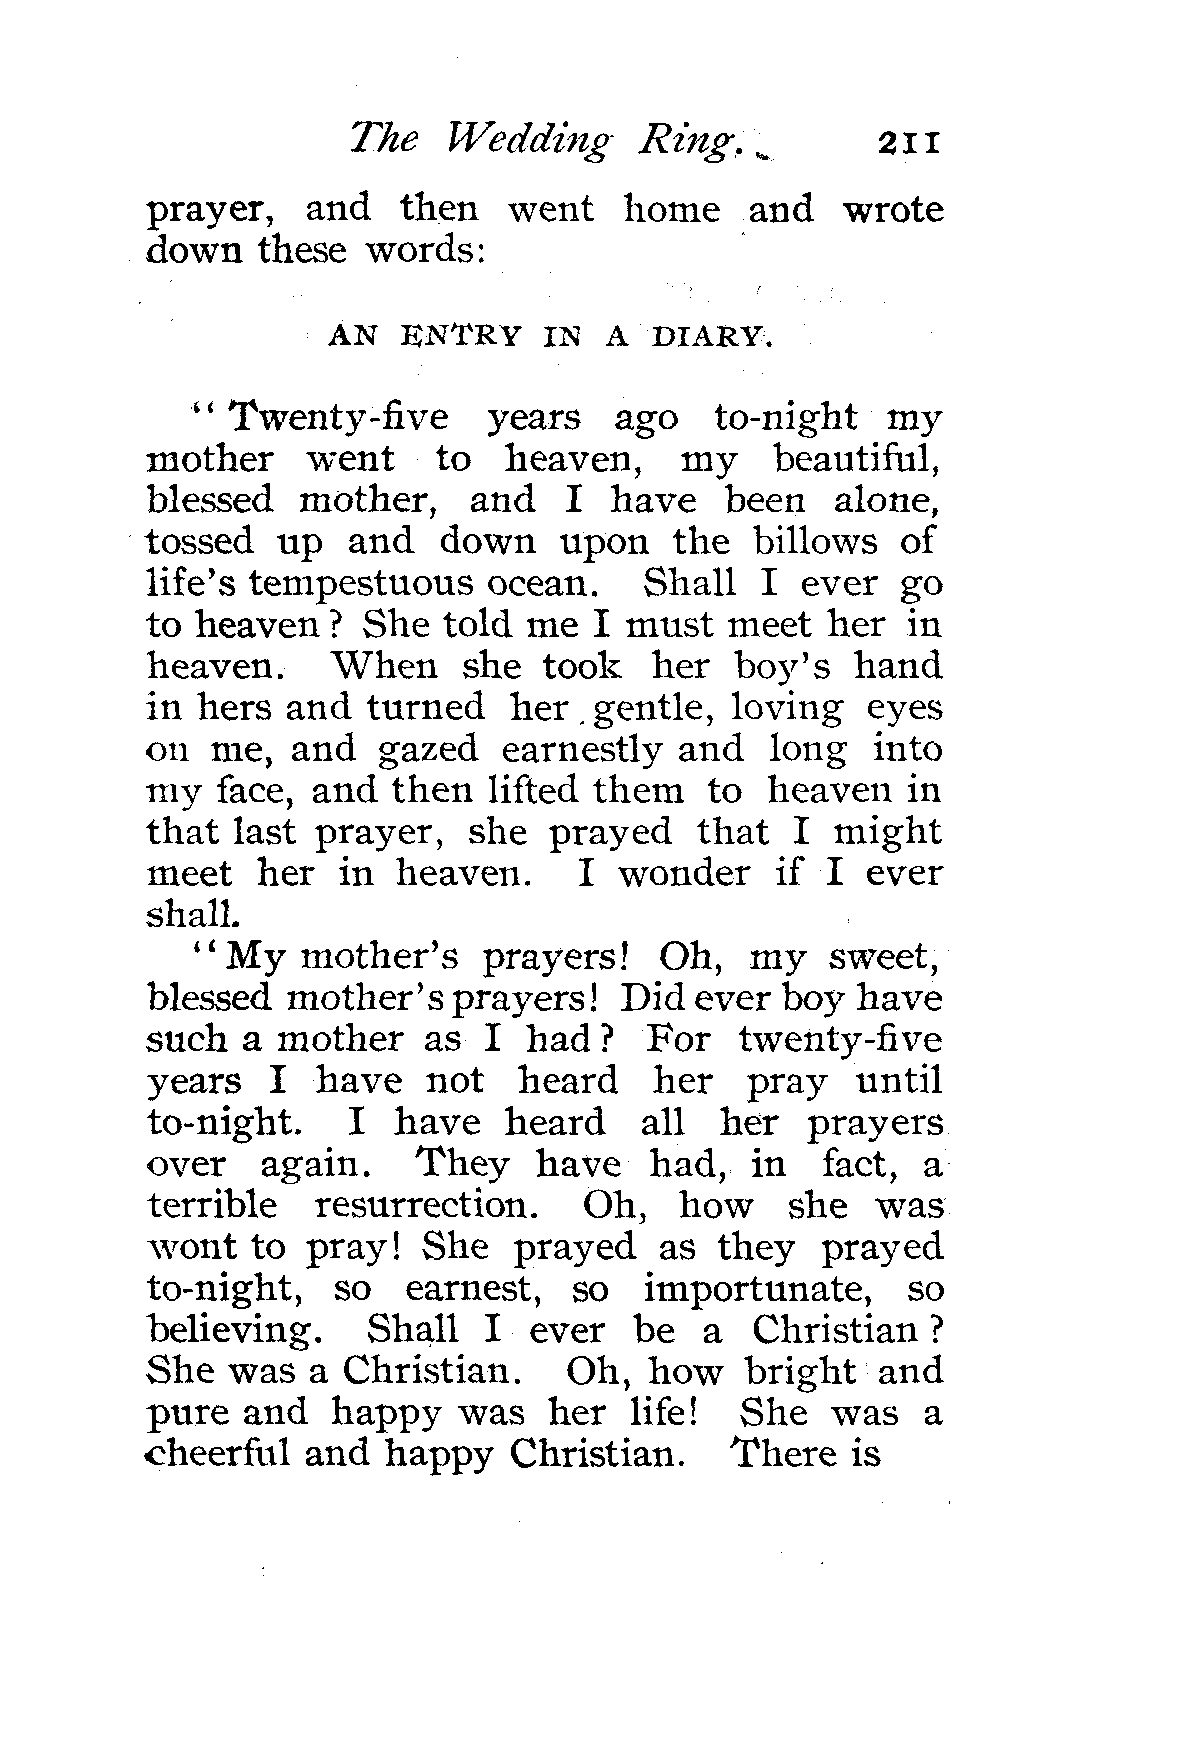 The Wedding Ring. 211
prayer, and then went home and wrote
down these words:
AN ENTRY IN A DIARY.
"Twenty-five years ago to-night my
mother went to heaven, my beautiful,
blessed mother, and I have been alone,
tossed up and down upon the billows of
life's tempestuous ocean. Shall I ever go
to heaven? She told me I must meet her in
heaven. When she took her boy's hand
in hers and turned her gentle, loving eyes
on me, and gazed earnestly and long into
my face, and then lifted them to heaven in
that last prayer, she prayed that I might
meet her in heaven. I wonder if I ever
shall.
"My mother's prayers! Oh, my sweet,
blessed mother's prayers! Did ever boy have
such a mother as I had? For twenty-five
years I have not heard her pray until
to-night. I have heard all her prayers
over again. They have had, in fact, a
terrible resurrection. Oh, how she was
wont to pray! She prayed as they prayed
to-night, so earnest, so importunate, so
believing. Shall I ever be a Christian?
She was a Christian. Oh, how bright and
pure and happy was her life! She was a
cheerful and happy Christian. There is